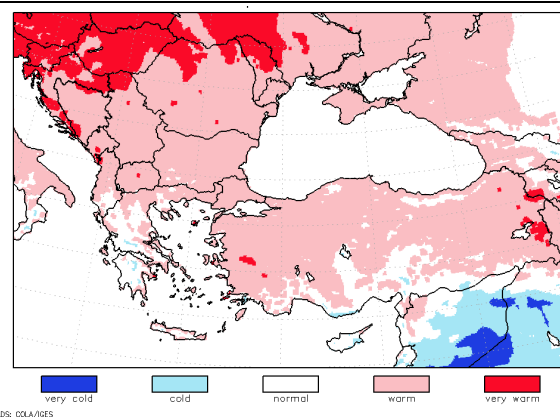 very cold
cold
normal
warm
very warm
DS: COLA/IGES